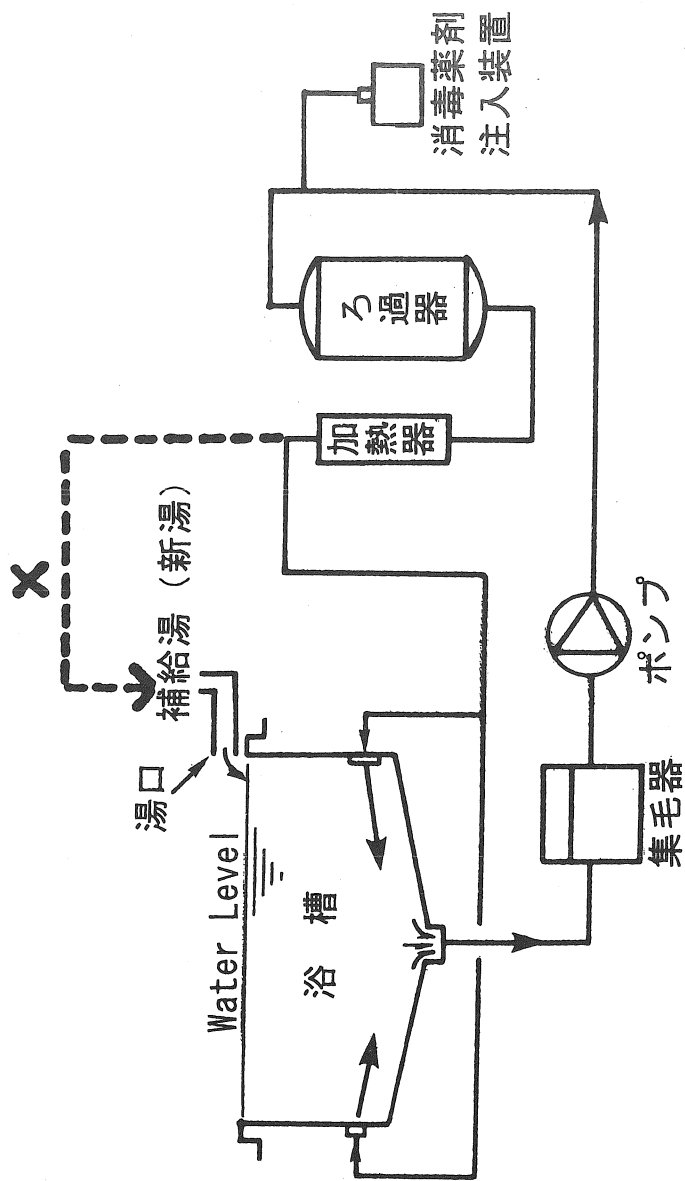 Water Level
浴槽
湯口
補給湯（新湯）
×
加熱器
ろ過器
消毒薬剤
注入装置
集毛器
ポンプ